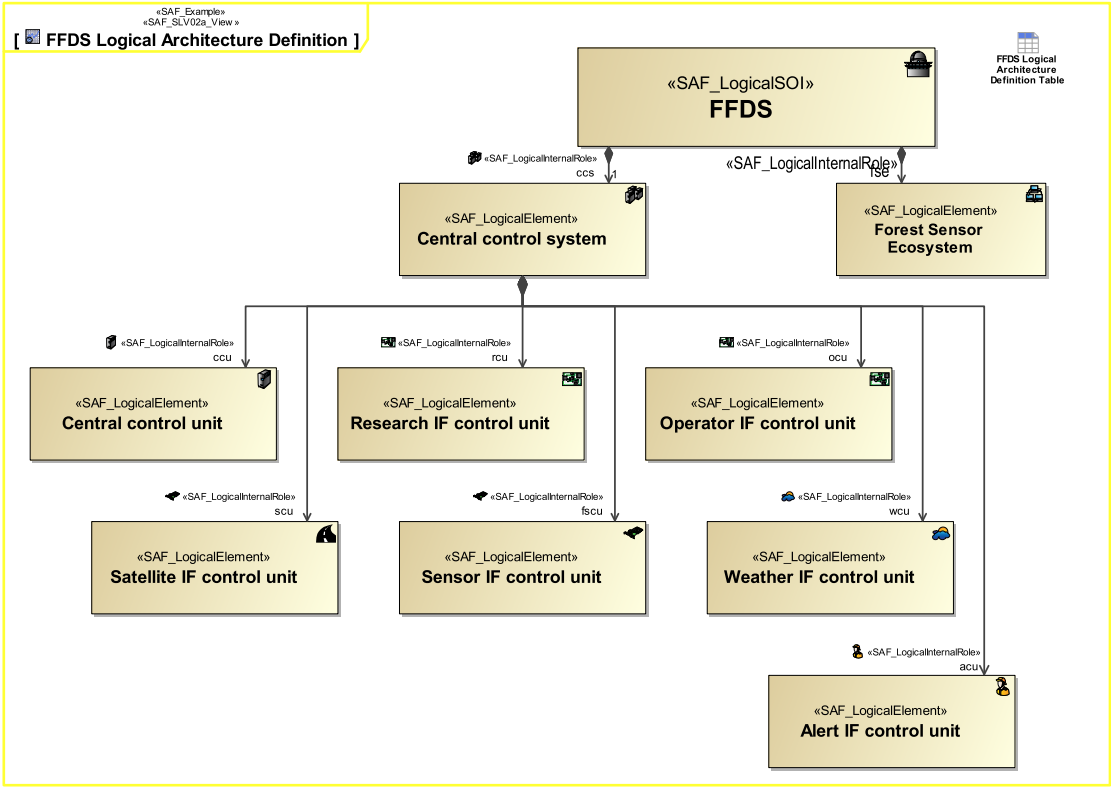 «SAF_Example»
«SAF_SLV02a_View »
[ FFDS Logical Architecture Definition ]
FFDS Logical
Architecture
Definition Table
«SAF_LogicalSOI»
FFDS
«SAF_LogicalInternalRole»
ccs
1
«SAF_LogicalInternalRole»
fse
«SAF_LogicalElement»
Central control system
«SAF_LogicalElement»
Forest Sensor
Ecosystem
«SAF_LogicalInternalRole»
ccu
«SAF_LogicalInternalRole»
rcu
«SAF_LogicalInternalRole»
ocu
«SAF_LogicalElement»
Central control unit
«SAF_LogicalElement»
Research IF control unit
«SAF_LogicalElement»
Operator IF control unit
«SAF_LogicalInternalRole»
scu
«SAF_LogicalInternalRole»
fscu
«SAF_LogicalInternalRole»
wcu
«SAF_LogicalElement»
Satellite IF control unit
«SAF_LogicalElement»
Sensor IF control unit
«SAF_LogicalElement»
Weather IF control unit
«SAF_LogicalInternalRole»
acu
«SAF_LogicalElement»
Alert IF control unit